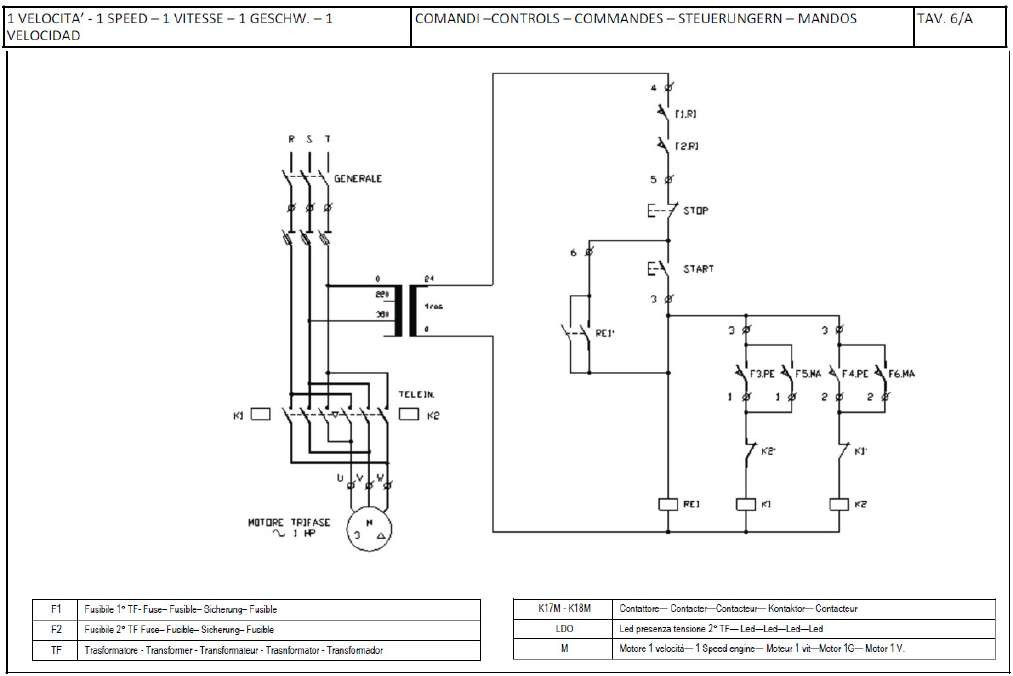 1 VELOCITA' - 1 SPEED – 1 VITESSE – 1 GESCHW. – 1
VELOCIDAD
COMANDI –CONTROLS – COMMANDES – STEUERUNGERN – MANDOS
TAV. 6/A
R S T
GENERALE
0
220
380
24
0
TELEIN.
K1
K2
U V W
MOTORE TRIFASE
~ 1 HP
M
3 △
4
F1.RI
F2.RI
5
STOP
6
START
3
RE1'
3
3
F3.PE
F5.MA
F4.PE
F6.MA
1
1
2
2
K2'
K1'
RE1
K1
K2
F1 Fusibile 1° TF- Fuse– Fusible– Sicherung– Fusible
F2 Fusibile 2° TF Fuse– Fusible– Sicherung– Fusible
TF Trasformatore - Transformer - Transformateur - Trasnformator - Transformador
K17M - K18M Contattore— Contacter—Contacteur— Kontaktor— Contacteur
LDO Led presenza tensione 2° TF— Led—Led—Led—Led
M Motore 1 velocità— 1 Speed engine— Moteur 1 vit—Motor 1G— Motor 1 V.